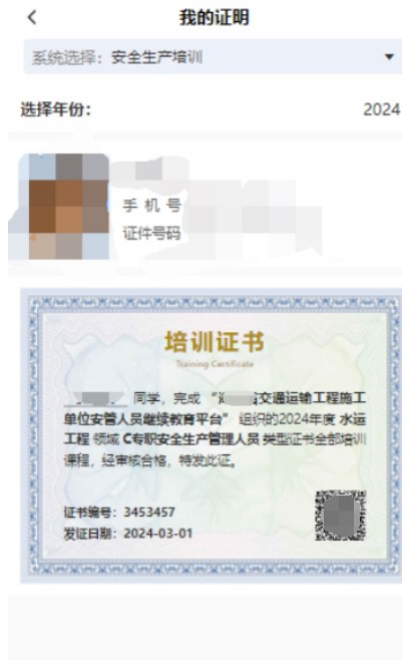 我的证明
系统选择：安全生产培训
选择年份：
2024
手 机 号
证件号码
培训证书
Training Certificate
同学，完成 “ 交通运输工程施工
单位安管人员继续教育平台” 组织的2024年度 水运
工程 领域 C专职安全生产管理人员 类型证书全部培训
课程，经审核合格，特发此证。
证书编号：3453457
发证日期：2024-03-01